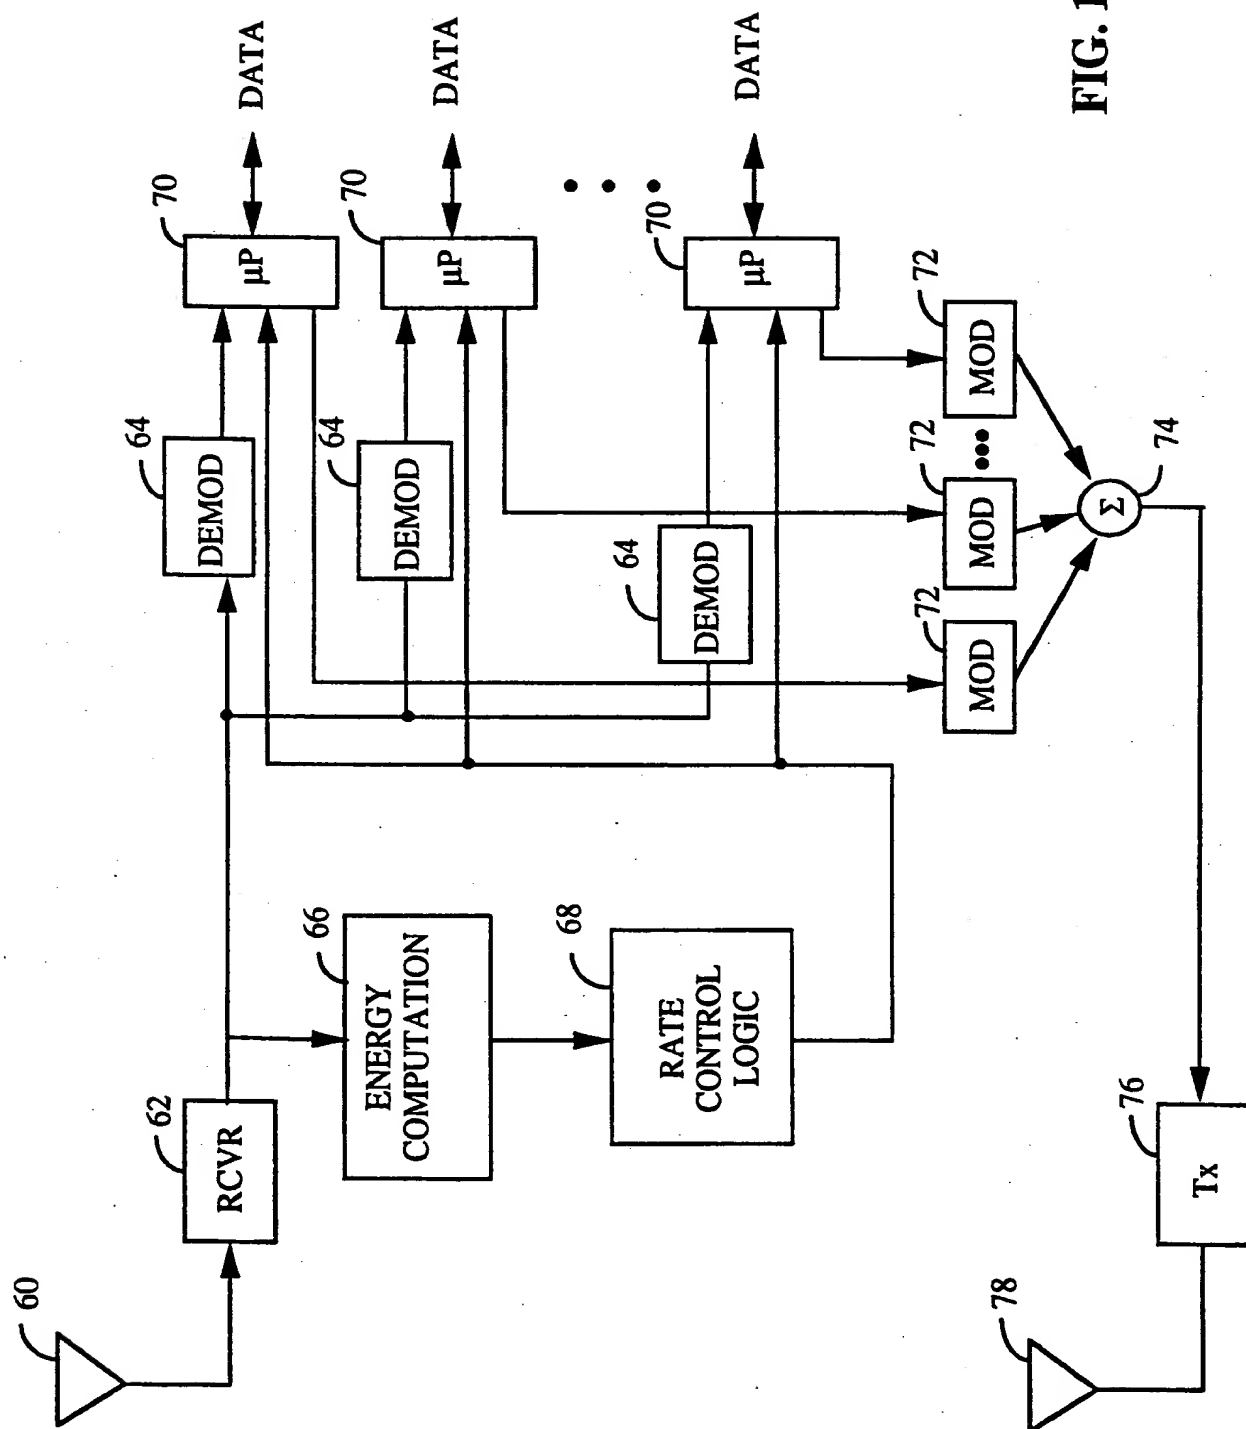 60
62
RCVR
66
ENERGY
COMPUTATION
68
RATE
CONTROL
LOGIC
64
DEMOD
64
DEMOD
64
DEMOD
70
μP
DATA
70
μP
DATA
70
μP
DATA
72
MOD
72
MOD
72
MOD
Σ
74
76
Tx
78
FIG. 1